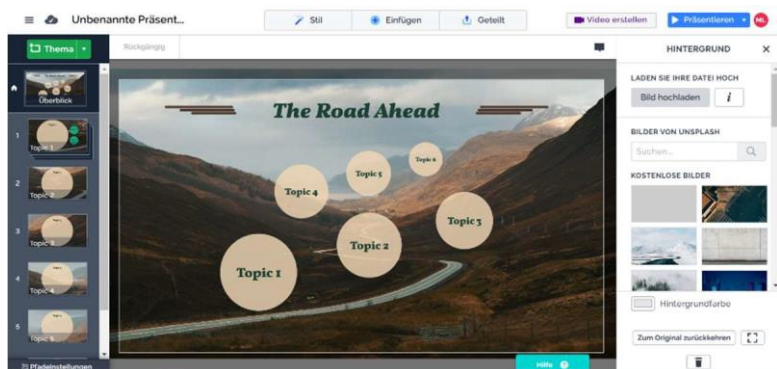 Unbenannte Präsent...
Stil
Einfügen
Geteilt
Video erstellen
Präsentieren
ML
Thema
Rückgängig
HINTERGRUND
Überblick
LADEN SIE IHRE DATEI HOCH
Bild hochladen
i
BILDER VON UNSPLASH
Suchen...
KOSTENLOSE BILDER
The Road Ahead
Topic 6
Topic 5
Topic 4
Topic 3
Topic 2
Topic 1
1
Topic 1
2
Topic 2
3
Topic 3
4
Topic 4
5
Topic 5
Hintergrundfarbe
Zum Original zurückkehren
Pfadeinstellungen
Hilfe ?